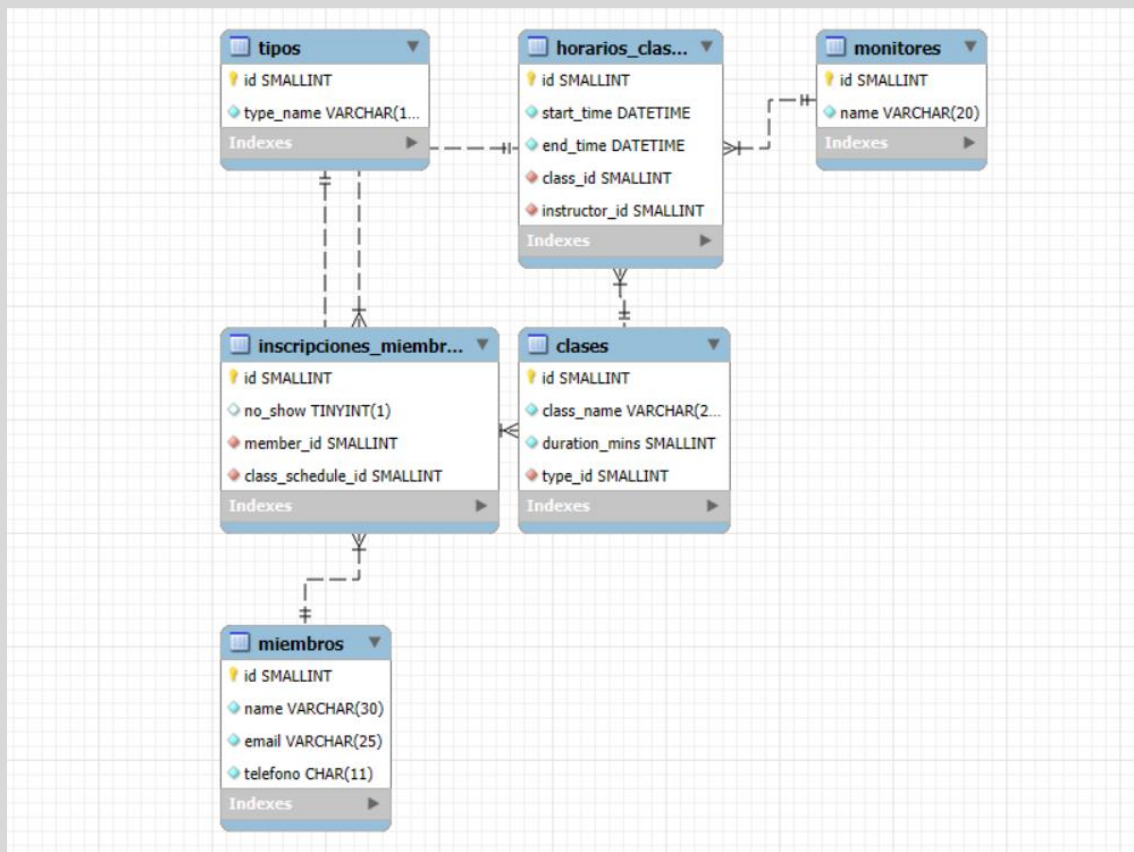 tipos
id SMALLINT
type_name VARCHAR(1...
Indexes
horarios_clas...
id SMALLINT
start_time DATETIME
end_time DATETIME
class_id SMALLINT
instructor_id SMALLINT
Indexes
monitores
id SMALLINT
name VARCHAR(20)
Indexes
inscripciones_miembr...
id SMALLINT
no_show TINYINT(1)
member_id SMALLINT
class_schedule_id SMALLINT
Indexes
clases
id SMALLINT
class_name VARCHAR(2...
duration_mins SMALLINT
type_id SMALLINT
Indexes
miembros
id SMALLINT
name VARCHAR(30)
email VARCHAR(25)
telefono CHAR(11)
Indexes